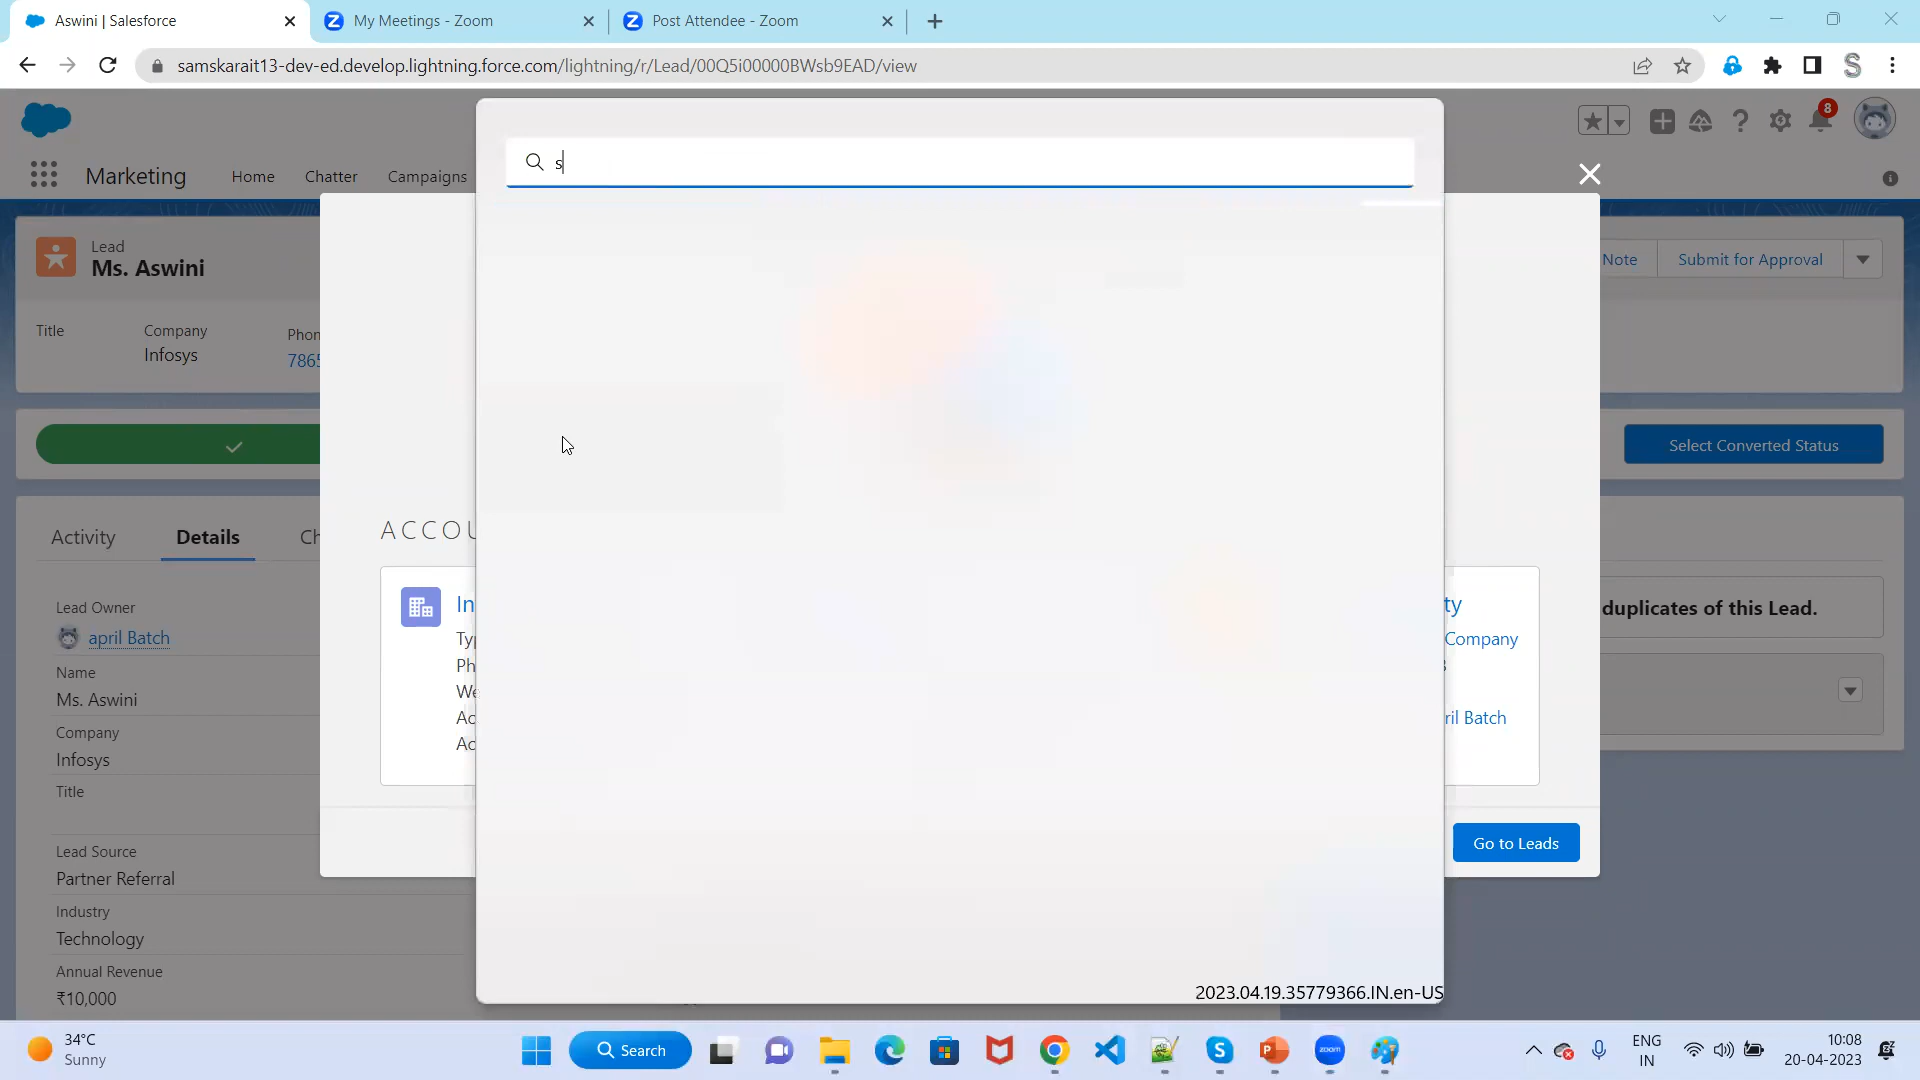 Aswini | Salesforce
My Meetings - Zoom
Post Attendee - Zoom
samskarait13-dev-ed.develop.lightning.force.com/lightning/r/Lead/00Q5i00000BWsb9EAD/view
s
8
Marketing
Home
Chatter
Campaigns
Lead
Ms. Aswini
Note
Submit for Approval
Title
Company
Infosys
Phon
7865
Select Converted Status
Activity
Details
Ch
ACCOU
In
Typ
Ph
We
Ac
Ac
ty
Company
ril Batch
duplicates of this Lead.
Lead Owner
april Batch
Name
Ms. Aswini
Company
Infosys
Title
Lead Source
Partner Referral
Industry
Technology
Annual Revenue
₹10,000
Go to Leads
2023.04.19.35779366.IN.en-US
34°C
Sunny
Search
zoom
ENG
IN
10:08
20-04-2023